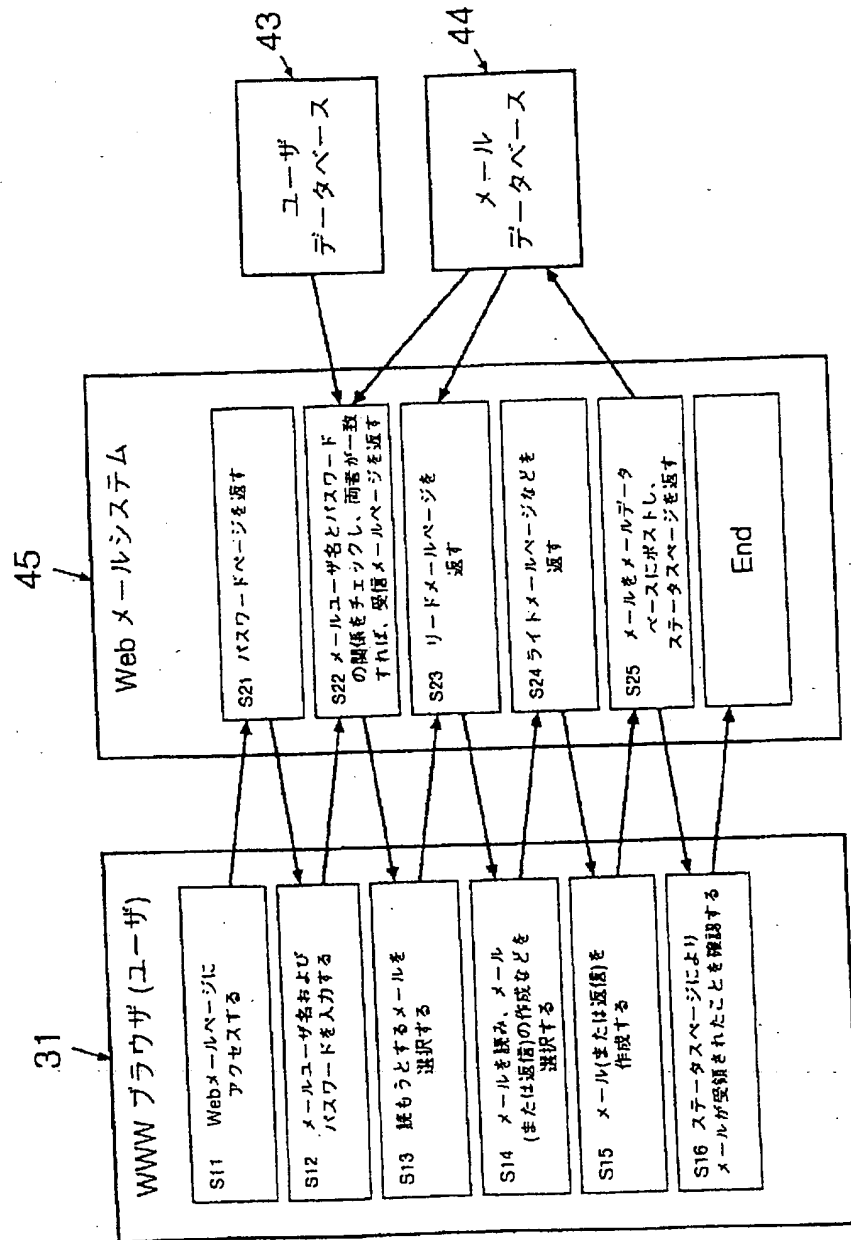 31
WWW ブラウザ (ユーザ)
S11 Webメールページに
アクセスする
S12 メールユーザ名および
パスワードを入力する
S13 読もうとするメールを
選択する
S14 メールを読み、メール
(または返信)の作成などを
選択する
S15 メール(または返信)を
作成する
S16 ステータスページにより
メールが受領されたことを確認する
45
Web メールシステム
S21 パスワードページを返す
S22 メールユーザ名とパスワード
の関係をチェックし、両者が一致
すれば、受信メールページを返す
S23 リードメールページを
返す
S24 ライトメールページなどを
返す
S25 メールをメールデータ
ベースにポストし、
ステータスページを返す
End
43
ユーザ
データベース
44
メール
データベース